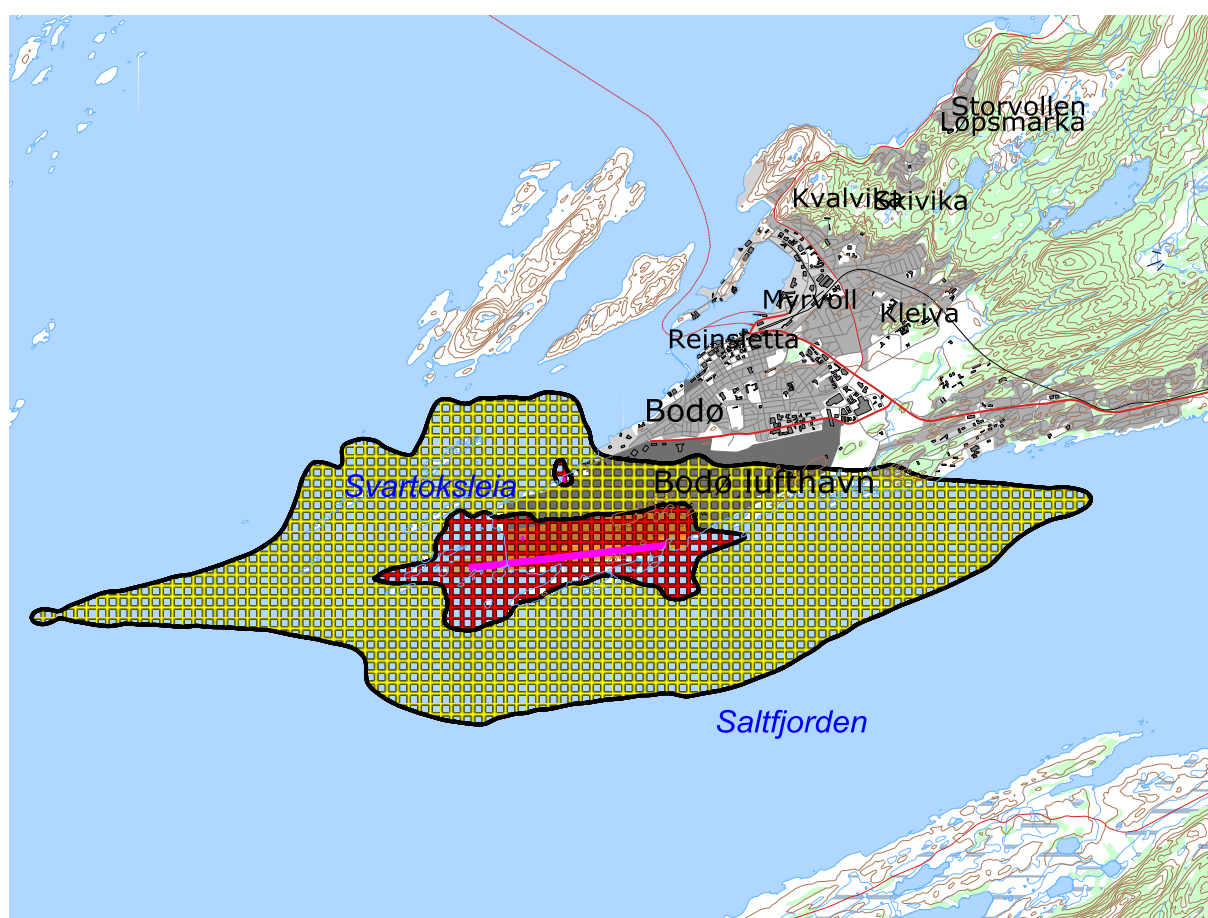 Storvollen
Løpsmarka
Kvalvika
Skivika
Myrvoll
Kleiva
Reinsletta
Bodø
Bodø lufthavn
Svartoksleia
Saltfjorden